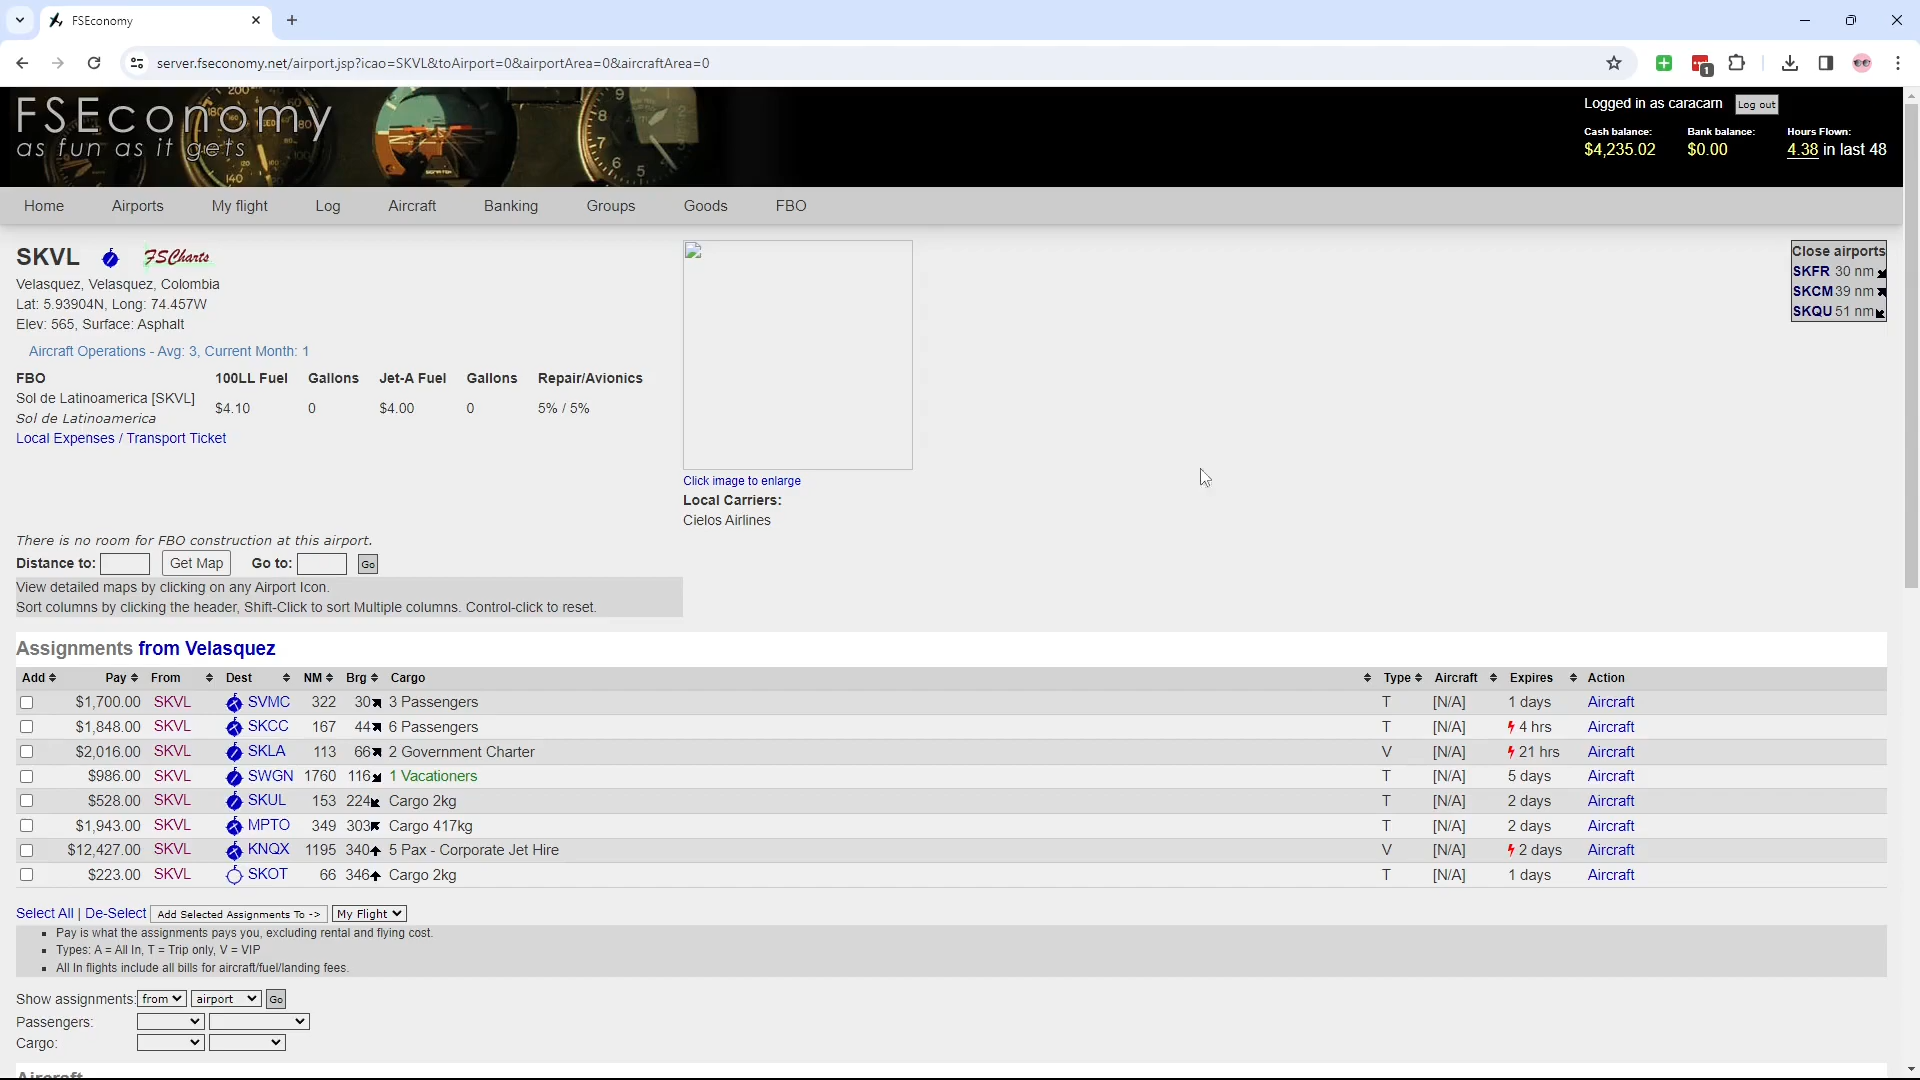 FSEconomy
server.fseconomy.net/airport.jsp?icao=SKVL&toAirport=0&airportArea=0&aircraftArea=0
1
FSEconomy
as fun as it gets
Logged in as caracarn Log out
Cash balance: Bank balance: Hours Flown:
$4,235.02 $0.00 4.38 in last 48
Home Airports My flight Log Aircraft Banking Groups Goods FBO
SKVL FSCharts
Velasquez, Velasquez, Colombia
Lat: 5.93904N, Long: 74.457W
Elev: 565, Surface: Asphalt
Aircraft Operations - Avg: 3, Current Month: 1
FBO 100LL Fuel Gallons Jet-A Fuel Gallons Repair/Avionics
Sol de Latinoamerica [SKVL] $4.10 0 $4.00 0 5% / 5%
Sol de Latinoamerica
Local Expenses / Transport Ticket
Click image to enlarge
Local Carriers:
Cielos Airlines
Close airports
SKFR 30 nm
SKCM 39 nm
SKQU 51 nm
There is no room for FBO construction at this airport.
Distance to: Get Map Go to: Go
View detailed maps by clicking on any Airport Icon.
Sort columns by clicking the header, Shift-Click to sort Multiple columns. Control-click to reset.
Assignments from Velasquez
Add Pay From Dest NM Brg Cargo Type Aircraft Expires Action
$1,700.00 SKVL SVMC 322 30 3 Passengers T [N/A] 1 days Aircraft
$1,848.00 SKVL SKCC 167 44 6 Passengers T [N/A] 4 hrs Aircraft
$2,016.00 SKVL SKLA 113 66 2 Government Charter V [N/A] 21 hrs Aircraft
$986.00 SKVL SWGN 1760 116 1 Vacationers T [N/A] 5 days Aircraft
$528.00 SKVL SKUL 153 224 Cargo 2kg T [N/A] 2 days Aircraft
$1,943.00 SKVL MPTO 349 303 Cargo 417kg T [N/A] 2 days Aircraft
$12,427.00 SKVL KNQX 1195 340 5 Pax - Corporate Jet Hire V [N/A] 2 days Aircraft
$223.00 SKVL SKOT 66 346 Cargo 2kg T [N/A] 1 days Aircraft
Select All | De-Select Add Selected Assignments To -> My Flight
Pay is what the assignments pays you, excluding rental and flying cost.
Types: A = All In, T = Trip only, V = VIP
All In flights include all bills for aircraft/fuel/landing fees.
Show assignments: from airport Go
Passengers:
Cargo:
Aircraft